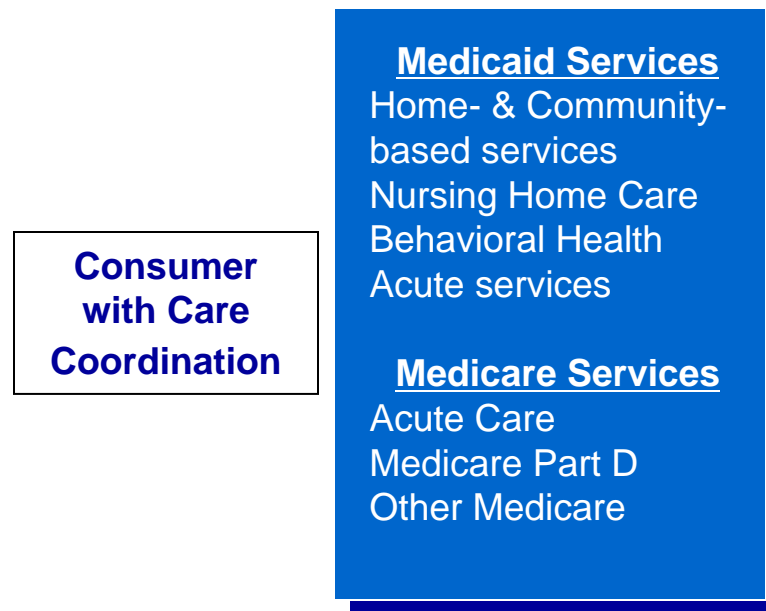 Consumer
with Care
Coordination
Medicaid Services
Home- & Community-
based services
Nursing Home Care
Behavioral Health
Acute services
Medicare Services
Acute Care
Medicare Part D
Other Medicare